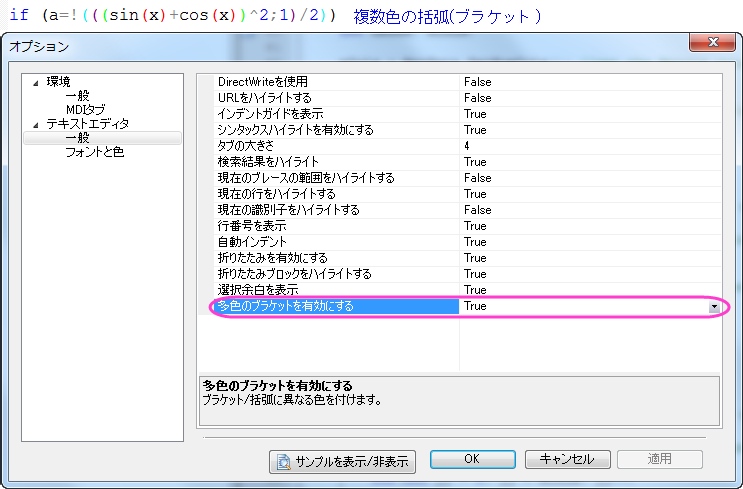 if (a=!(((sin(x)+cos(x))^2;1)/2)) 複数色の括弧(ブラケット)
オプション
環境
一般
MDIタブ
テキストエディタ
一般
フォントと色
DirectWriteを使用 False
URLをハイライトする False
インデントガイドを表示 True
シンタックスハイライトを有効にする True
タブの大きさ 4
検索結果をハイライト True
現在のブレースの範囲をハイライトする False
現在の行をハイライトする True
現在の識別子をハイライトする False
行番号を表示 True
自動インデント True
折りたたみを有効にする True
折りたたみブロックをハイライトする True
選択余白を表示 True
多色のブラケットを有効にする True
多色のブラケットを有効にする
ブラケット/括弧に異なる色を付けます。
サンプルを表示/非表示 OK キャンセル 適用